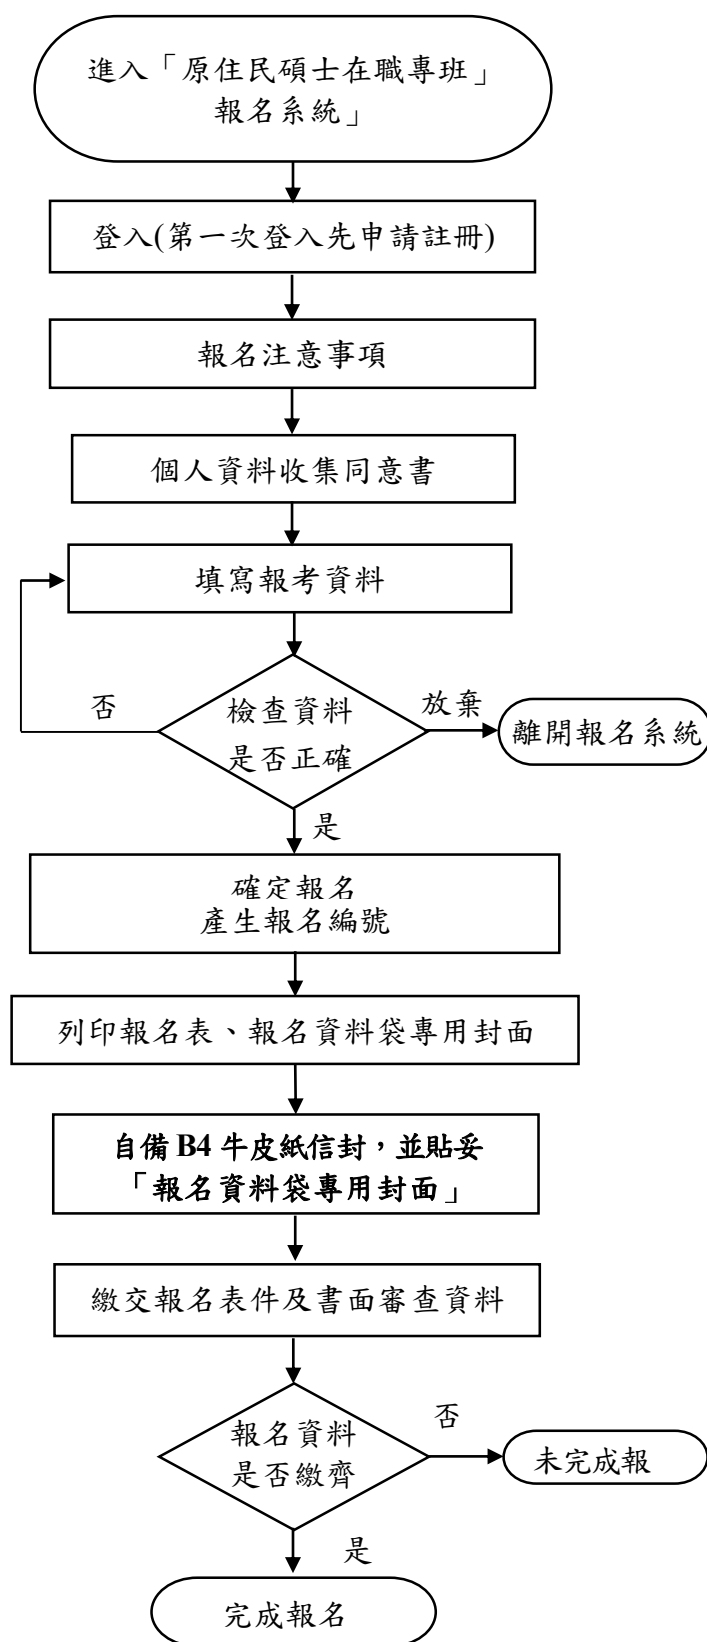 進入「原住民碩士在職專班」
報名系統」
登入(第一次登入先申請註冊)
報名注意事項
個人資料收集同意書
填寫報考資料
否
檢查資料
是否正確
放棄
離開報名系統
是
確定報名
產生報名編號
列印報名表、報名資料袋專用封面
自備 B4 牛皮紙信封，並貼妥
「報名資料袋專用封面」
繳交報名表件及書面審查資料
報名資料
是否繳齊
否
未完成報
是
完成報名